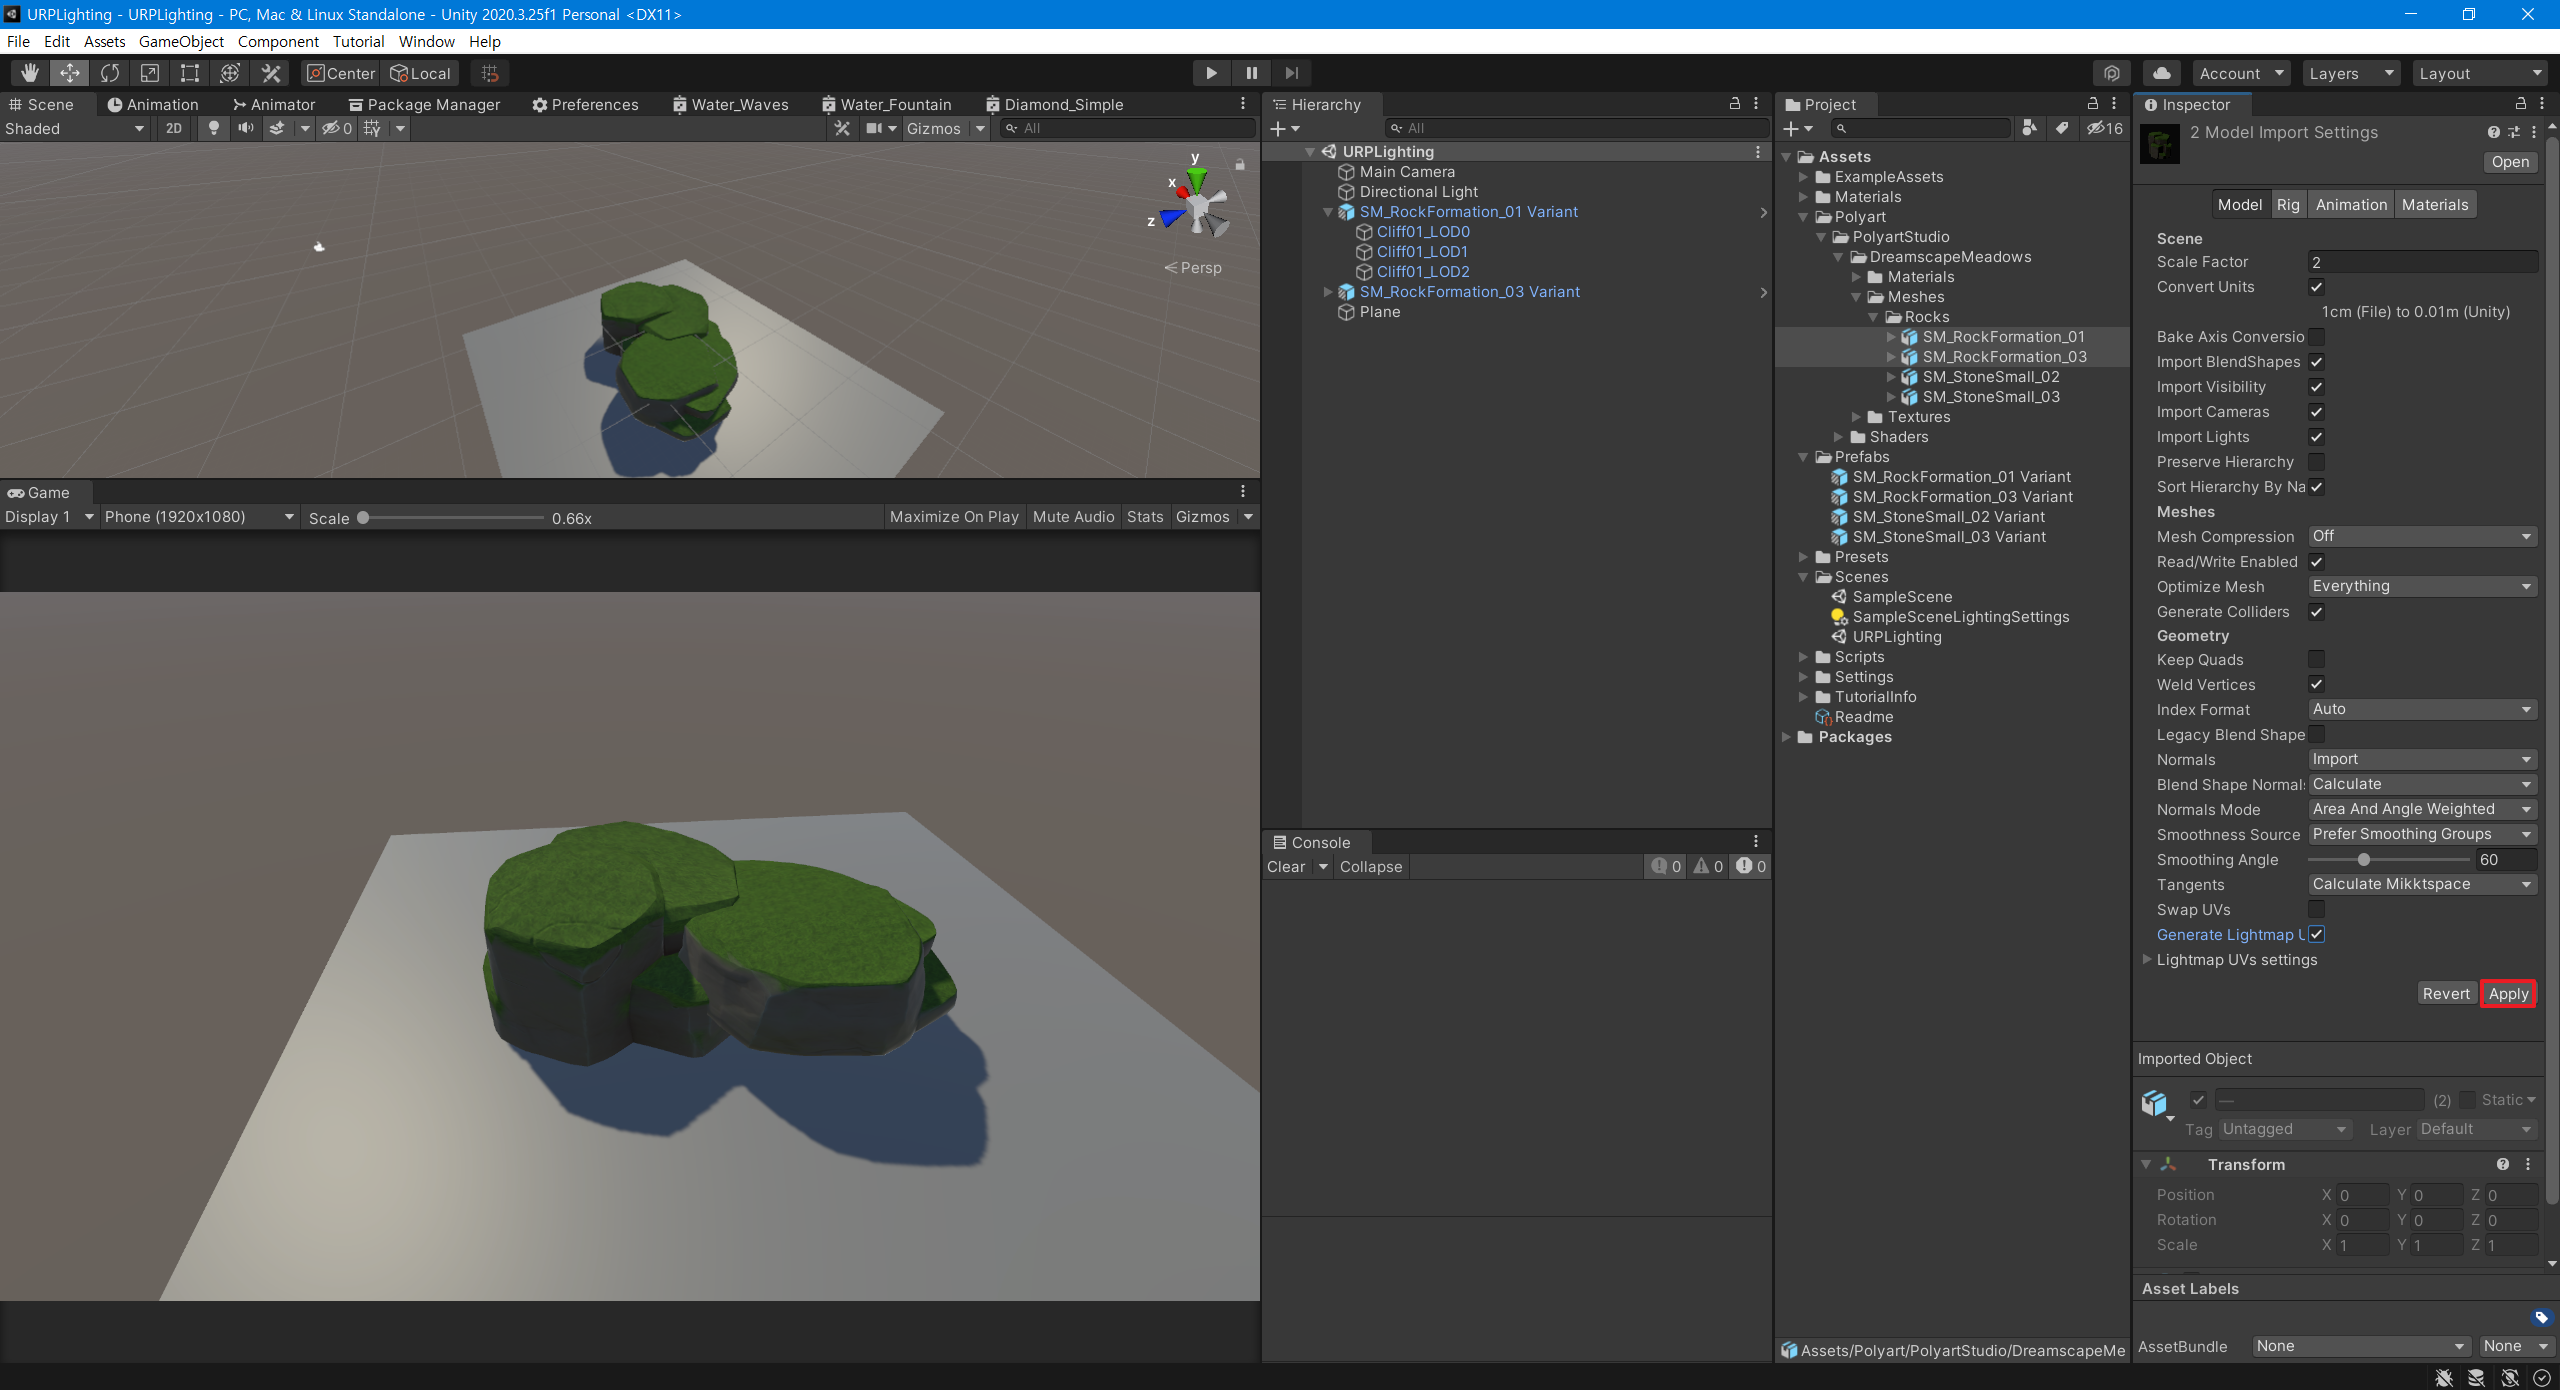 URPLighting - URPLighting - PC, Mac & Linux Standalone - Unity 2020.3.25f1 Personal <DX11>
File Edit Assets GameObject Component Tutorial Window Help
Center Local
Account Layers Layout
Scene Animation Animator Package Manager Preferences Water_Waves Water_Fountain Diamond_Simple
Shaded 2D 0 Gizmos All
y
x
z
Persp
Game
Display 1 Phone (1920x1080) Scale 0.66x Maximize On Play Mute Audio Stats Gizmos
Hierarchy
All
URPLighting
Main Camera
Directional Light
SM_RockFormation_01 Variant
Cliff01_LOD0
Cliff01_LOD1
Cliff01_LOD2
SM_RockFormation_03 Variant
Plane
Console
Clear Collapse 0 0 0
Project
16
Assets
ExampleAssets
Materials
Polyart
PolyartStudio
DreamscapeMeadows
Materials
Meshes
Rocks
SM_RockFormation_01
SM_RockFormation_03
SM_StoneSmall_02
SM_StoneSmall_03
Textures
Shaders
Prefabs
SM_RockFormation_01 Variant
SM_RockFormation_03 Variant
SM_StoneSmall_02 Variant
SM_StoneSmall_03 Variant
Presets
Scenes
SampleScene
SampleSceneLightingSettings
URPLighting
Scripts
Settings
TutorialInfo
Readme
Packages
Assets/Polyart/PolyartStudio/DreamscapeMe
Inspector
2 Model Import Settings
Open
Model Rig Animation Materials
Scene
Scale Factor 2
Convert Units
1cm (File) to 0.01m (Unity)
Bake Axis Conversio
Import BlendShapes
Import Visibility
Import Cameras
Import Lights
Preserve Hierarchy
Sort Hierarchy By Na
Meshes
Mesh Compression Off
Read/Write Enabled
Optimize Mesh Everything
Generate Colliders
Geometry
Keep Quads
Weld Vertices
Index Format Auto
Legacy Blend Shape
Normals Import
Blend Shape Normals Calculate
Normals Mode Area And Angle Weighted
Smoothness Source Prefer Smoothing Groups
Smoothing Angle 60
Tangents Calculate Mikktspace
Swap UVs
Generate Lightmap U
Lightmap UVs settings
Revert Apply
Imported Object
— (2) Static
Tag Untagged Layer Default
Transform
Position X 0 Y 0 Z 0
Rotation X 0 Y 0 Z 0
Scale X 1 Y 1 Z 1
Asset Labels
AssetBundle None None